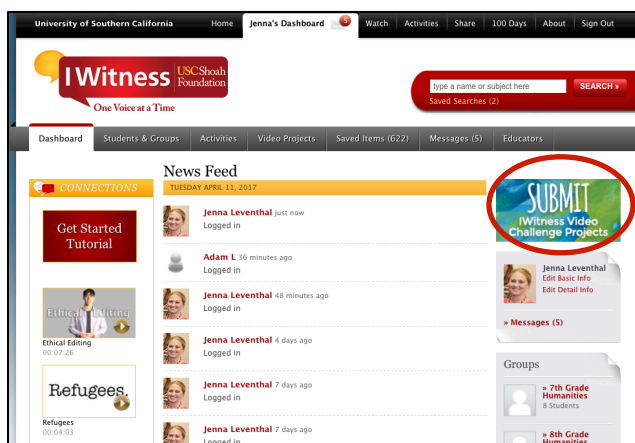 University of Southern California
Home
Jenna's Dashboard
5
Watch
Activities
Share
100 Days
About
Sign Out
IWitness
USC Shoah
Foundation
One Voice at a Time
type a name or subject here
SEARCH »
Saved Searches (2)
Dashboard
Students & Groups
Activities
Video Projects
Saved Items (622)
Messages (5)
Educators
CONNECTIONS
Get Started
Tutorial
Ethical Editing
Ethical Editing
00:07:26
Refugees.
Refugees
00:04:03
News Feed
TUESDAY APRIL 11, 2017
Jenna Leventhal just now
Logged in
Adam L 36 minutes ago
Logged in
Jenna Leventhal 48 minutes ago
Logged in
Jenna Leventhal 4 days ago
Logged in
Jenna Leventhal 7 days ago
Logged in
Jenna Leventhal 7 days ago
Logged in
SUBMIT
IWitness Video
Challenge Projects
Jenna Leventhal
Edit Basic Info
Edit Detail Info
» Messages (5)
Groups
» 7th Grade
Humanities
8 Students
» 8th Grade
Humanities